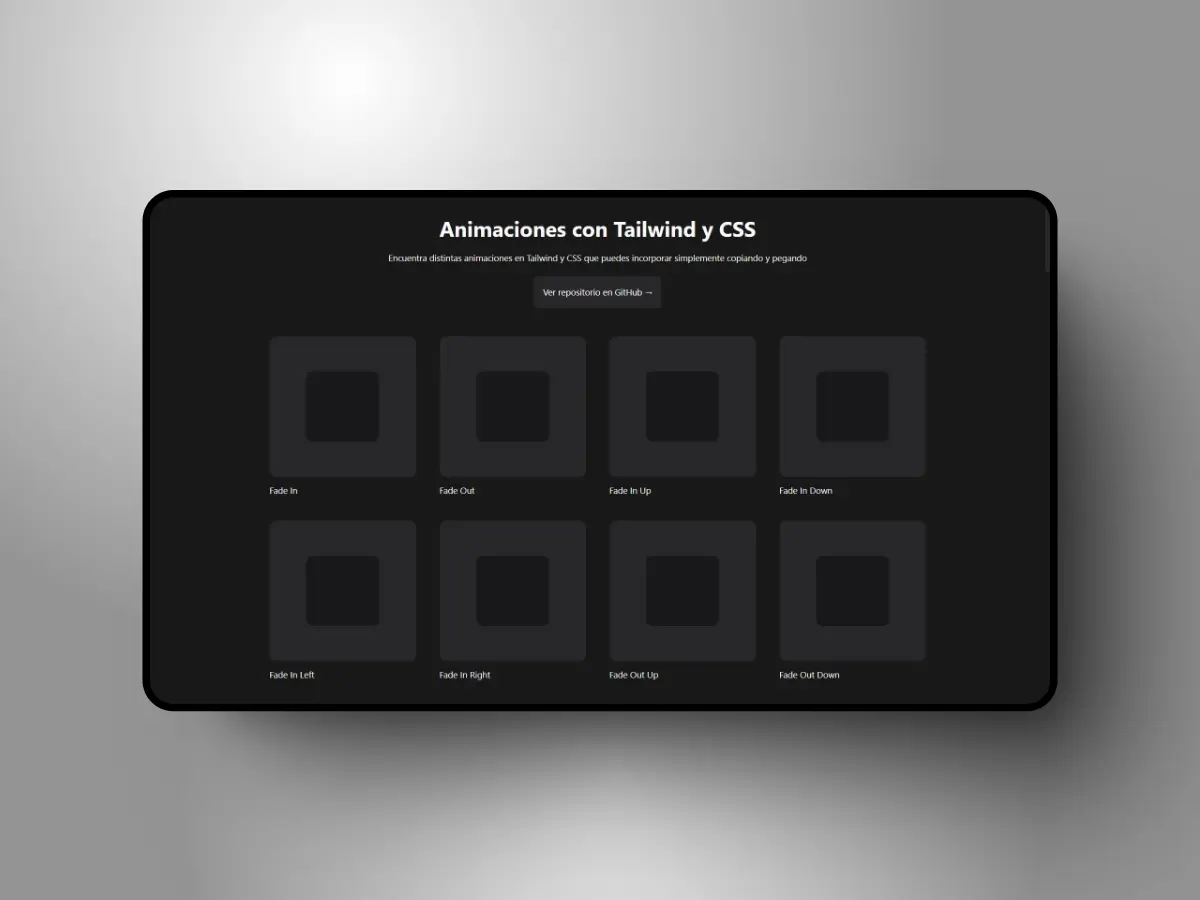 Animaciones con Tailwind y CSS
Encuentra distintas animaciones en Tailwind y CSS que puedes incorporar simplemente copiando y pegando
Ver repositorio en GitHub →
Fade In
Fade Out
Fade In Up
Fade In Down
Fade In Left
Fade In Right
Fade Out Up
Fade Out Down